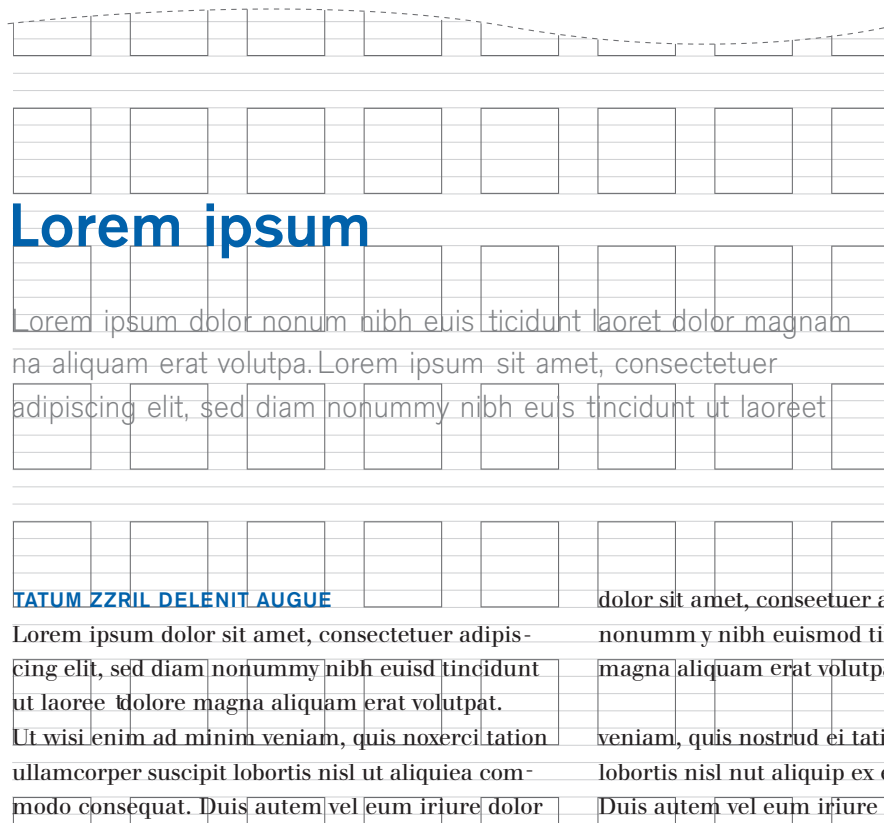 Lorem ipsum
Lorem ipsum dolor nonum nibh euis ticidunt laoret dolor magnam
na aliquam erat volutpa. Lorem ipsum sit amet, consectetuer
adipiscing elit, sed diam nonummy nibh euis tincidunt ut laoreet
TATUM ZZRIL DELENIT AUGUE
Lorem ipsum dolor sit amet, consectetuer adipis-
cing elit, sed diam nonummy nibh euisd tincidunt
ut laoree tdolore magna aliquam erat volutpat.
Ut wisi enim ad minim veniam, quis noxerci tation
ullamcorper suscipit lobortis nisl ut aliquiea com-
modo consequat. Duis autem vel eum iriure dolor
dolor sit amet, conseetuer
nonumm y nibh euismod
magna aliquam erat
veniam, quis nostrud ei
lobortis nisl nut aliquip ex
Duis autem vel eum iriure